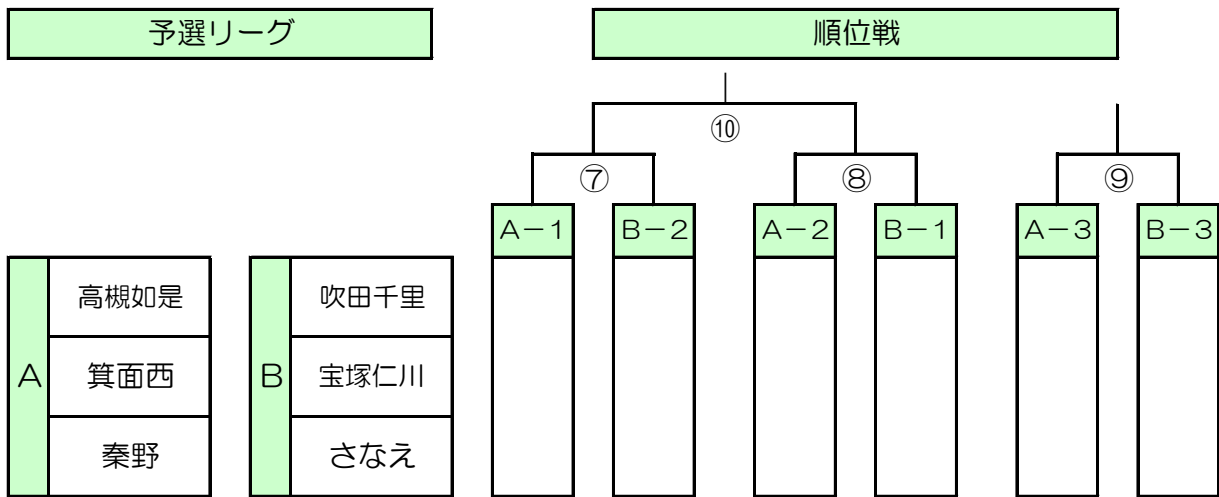 予選リーグ
順位戦
⑩
⑦
⑧
⑨
A－1
B－2
A－2
B－1
A－3
B－3
A
高槻如是
箕面西
秦野
B
吹田千里
宝塚仁川
さなえ